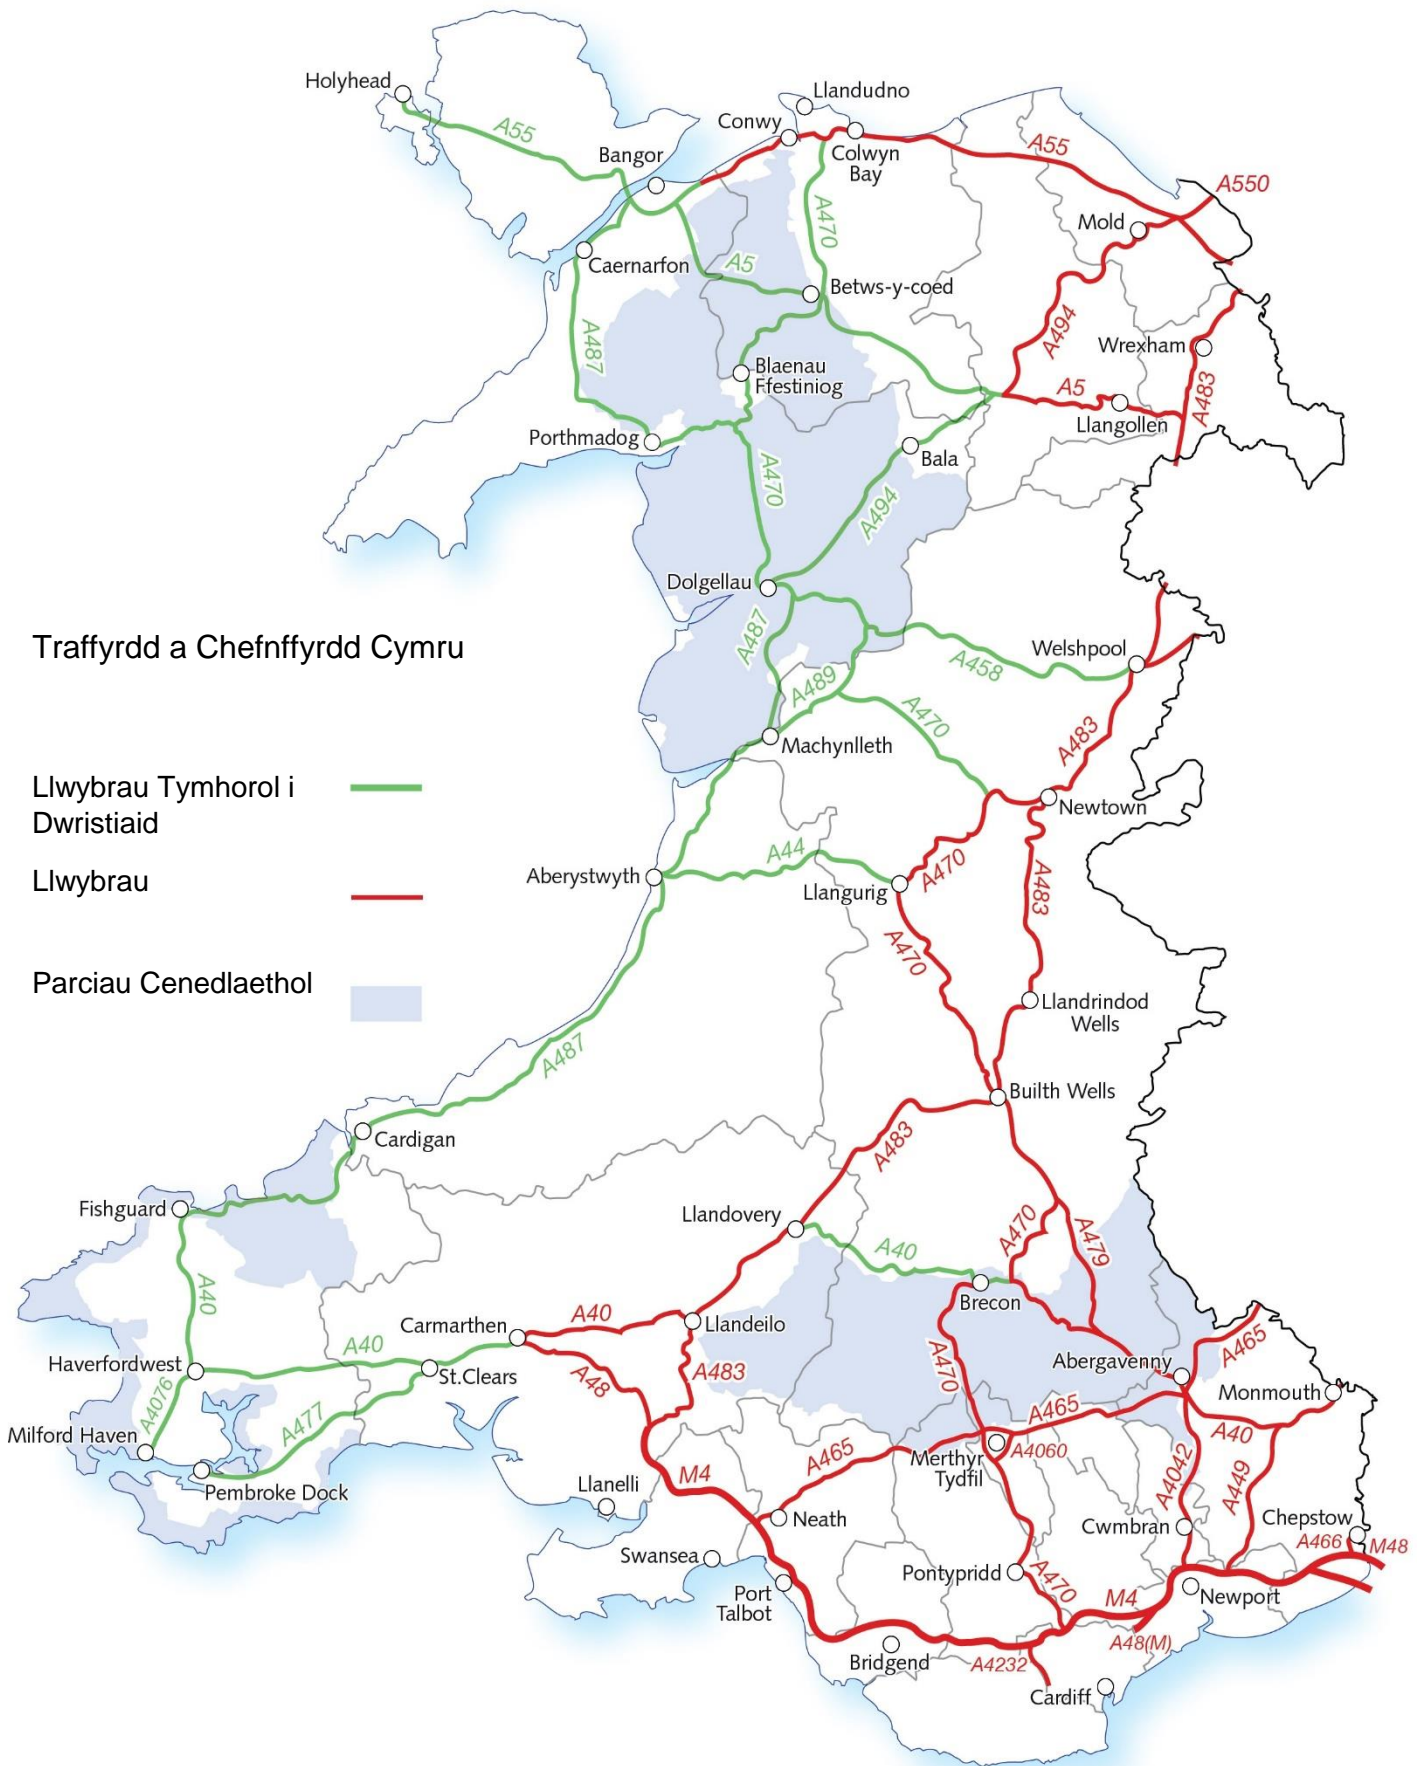 Holyhead
Llandudno
A55
Conwy
Bangor
Colwyn
Bay
A55
A550
Mold
A470
Caernarfon
A5
Betws-y-coed
A487
A494
Wrexham
Blaenau
Ffestiniog
A5
A483
Llangollen
Porthmadog
Bala
A470
A494
Dolgellau
A487
Traffyrdd a Chefnffyrdd Cymru
Welshpool
A458
A489
A470
A483
Machynlleth
Llwybrau Tymhorol i
Dwristiaid
Newtown
A44
Aberystwyth
A470
Llwybrau
Llangurig
A483
A470
Parciau Cenedlaethol
Llandrindod
Wells
A487
Builth Wells
Cardigan
A483
Fishguard
Llandovery
A470
A479
A40
A40
Brecon
Carmarthen
A40
Llandeilo
A40
Haverfordwest
St.Clears
A48
A483
A470
Abergavenny
A465
A4076
A477
Monmouth
Milford Haven
A465
A40
A465
Merthyr
Tydfil
A4060
M4
A4042
A449
Pembroke Dock
Llanelli
Neath
Cwmbran
Chepstow
A466
M48
Swansea
Pontypridd
A470
Port
Talbot
M4
Newport
A48(M)
Bridgend
A4232
Cardiff